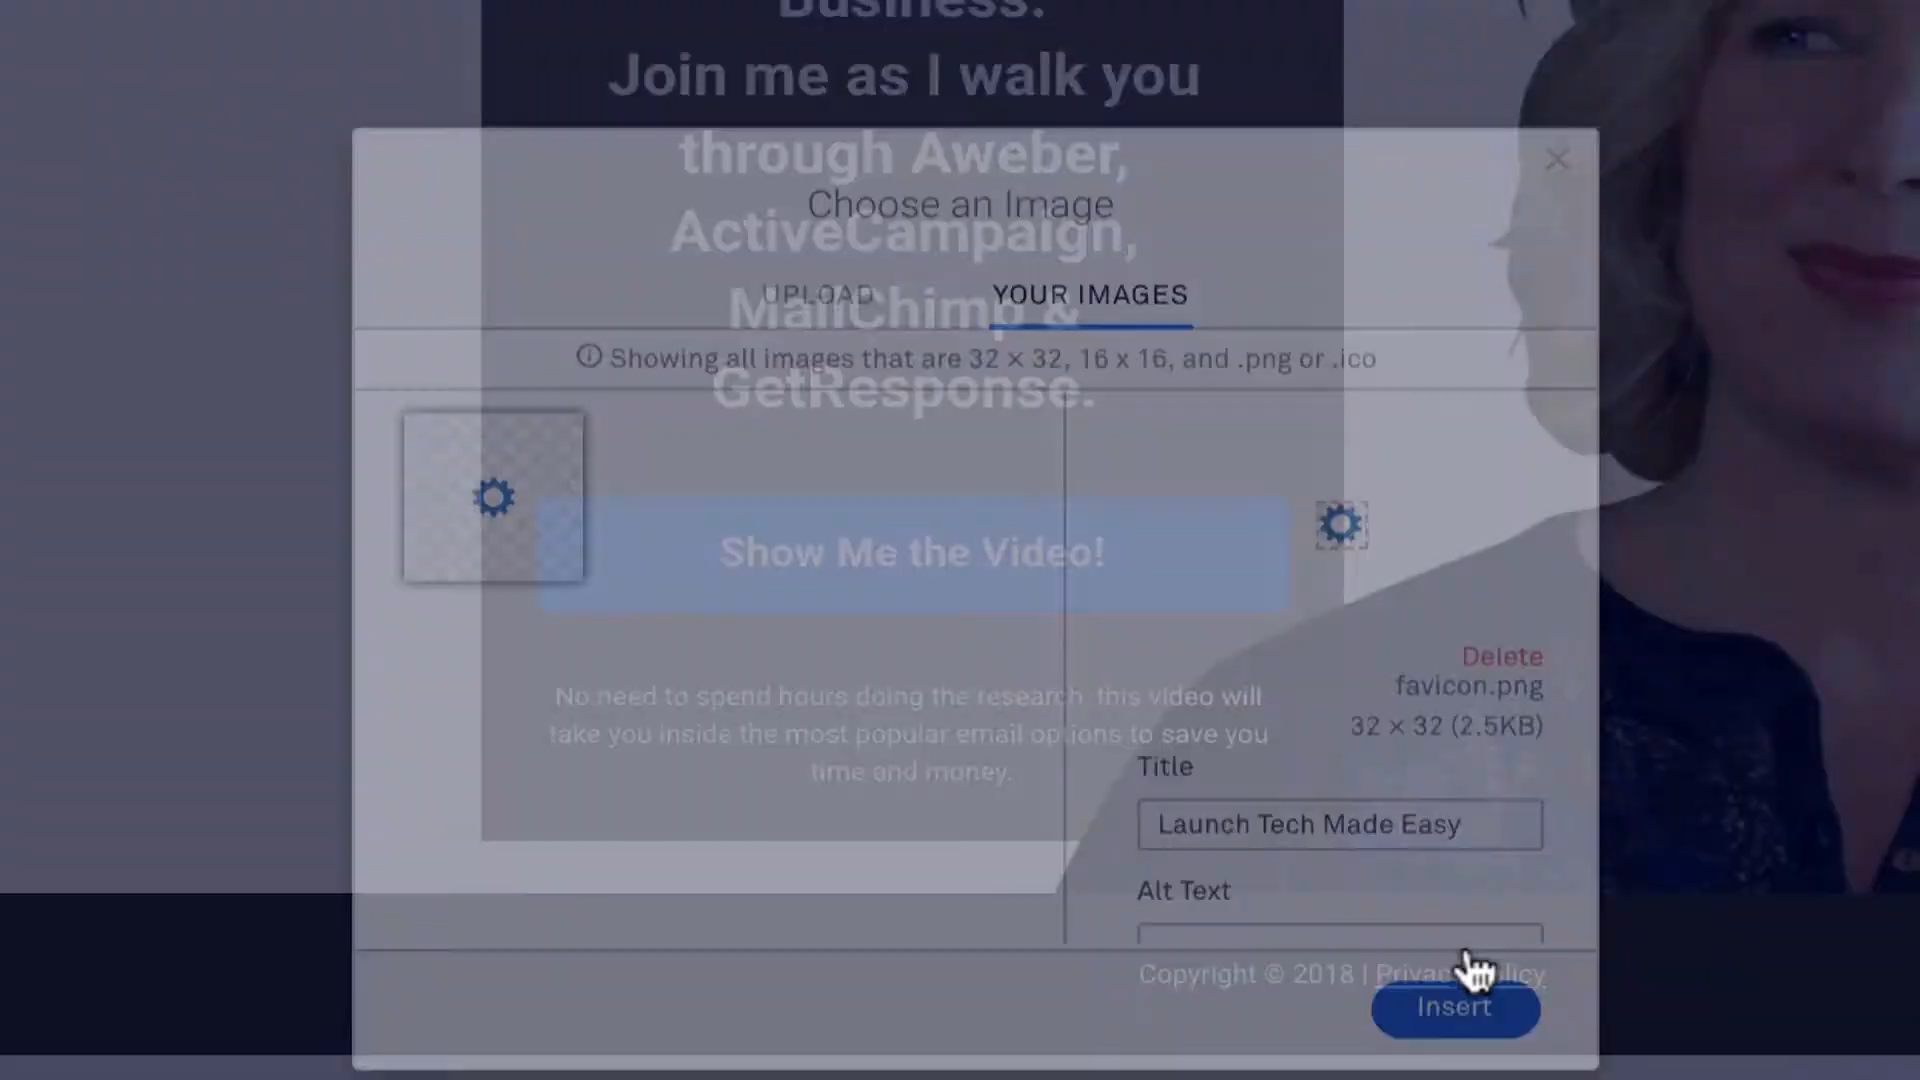 Business.
Join me as I walk you
through Aweber,
Choose an Image
ActiveCampaign,
UPLOAD
YOUR IMAGES
MailChimp &
Showing all images that are 32 × 32, 16 x 16, and .png or .ico
GetResponse.
Show Me the Video!
Delete
favicon.png
No need to spend hours doing the research, this video will
take you inside the most popular email options to save you
time and money.
32 × 32 (2.5KB)
Title
Launch Tech Made Easy
Alt Text
Copyright © 2018 | Privacy Policy
Insert